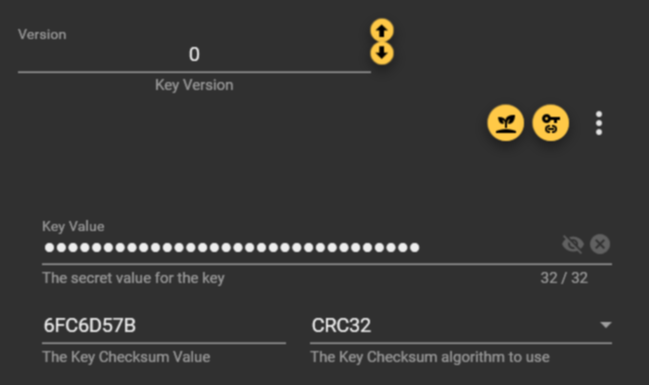 Version
0
Key Version
Key Value
••••••••••••••••••••••••••••••••
The secret value for the key
32 / 32
6FC6D57B
CRC32
The Key Checksum Value
The Key Checksum algorithm to use